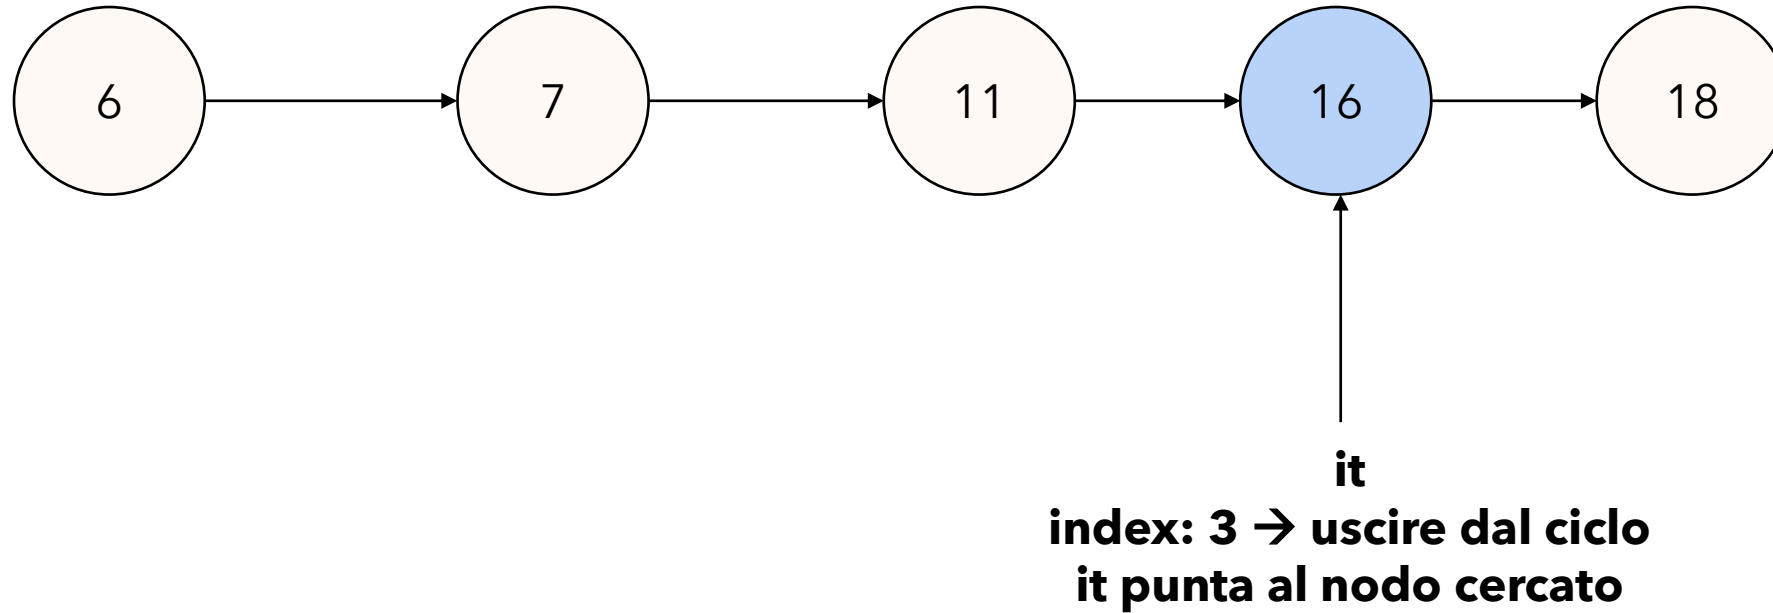 6 7 11 16 18
it
index: 3 → uscire dal ciclo
it punta al nodo cercato